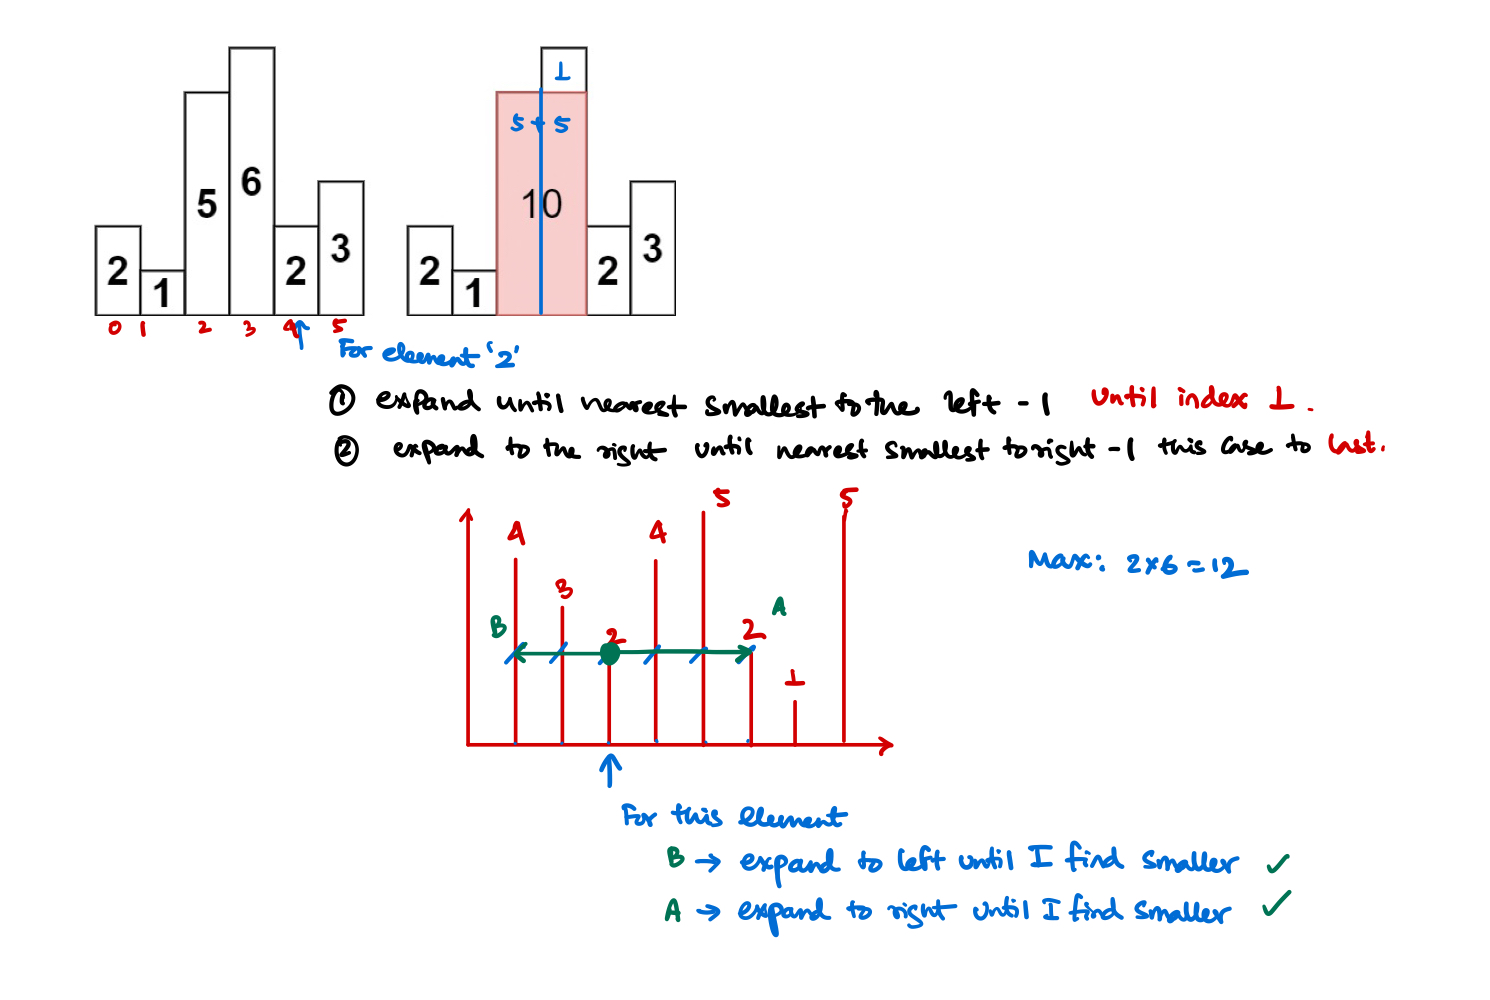 1
5 + 5
6
5
10
3
3
2
2
2
2
1
1
0 1 2 3 4 5
For element '2'
① expand until nearest smallest to the left - 1 until index 1.
② expand to the right until nearest smallest to right - 1 this case to last.
4 3 2 4 5 2 1 5
B A
Max: 2x6 = 12
For this element
B → expand to left until I find smaller ✓
A → expand to right until I find smaller ✓